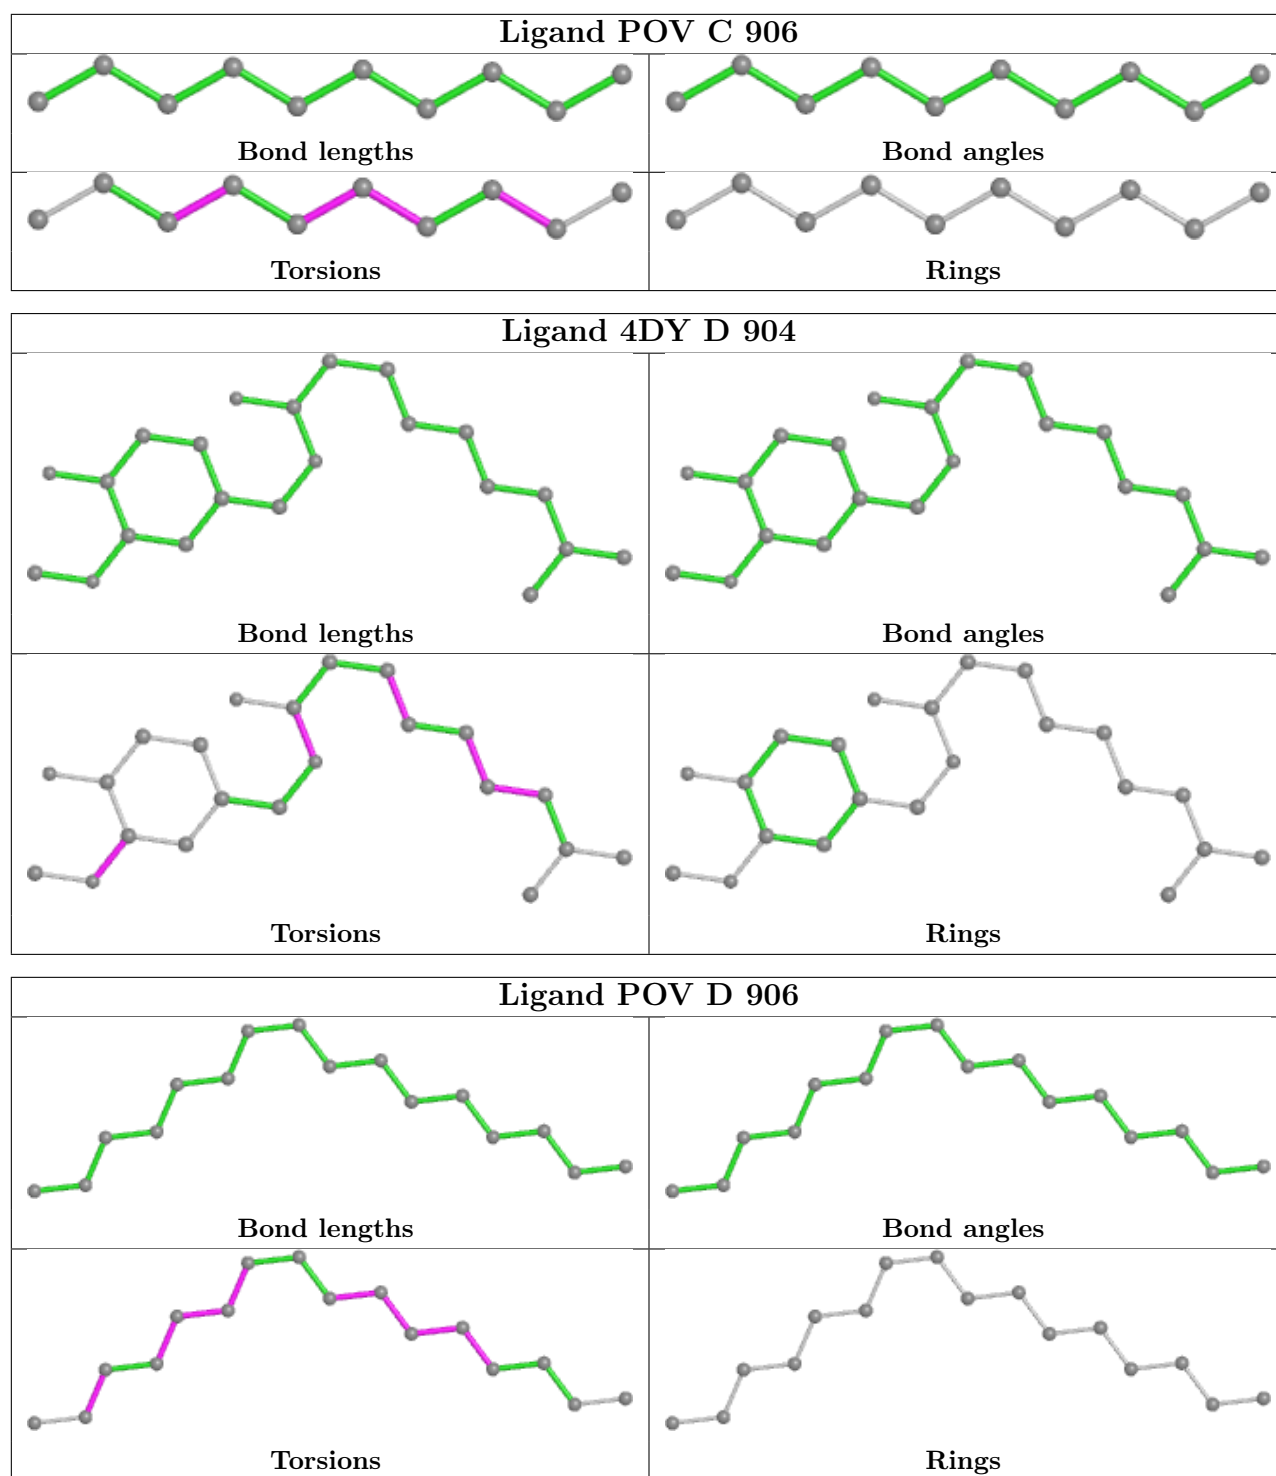 Ligand POV C 906
Bond lengths
Bond angles
Torsions
Rings
Ligand 4DY D 904
Bond lengths
Bond angles
Torsions
Rings
Ligand POV D 906
Bond lengths
Bond angles
Torsions
Rings